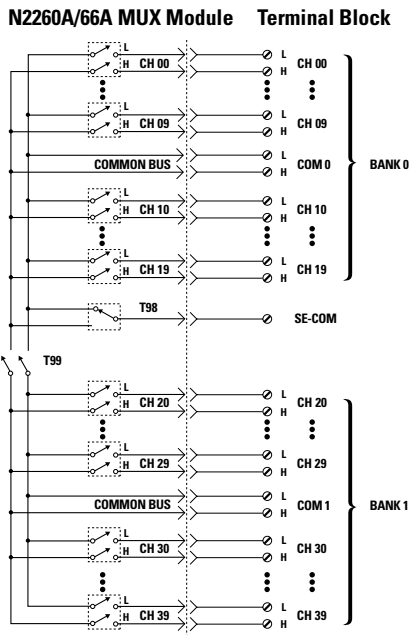 N2260A/66A MUX Module Terminal Block
L L
H CH 00 H CH 00
L L
H CH 09 H CH 09
L L
COMMON BUS H COM 0 BANK 0
L L
H CH 10 H CH 10
L L
H CH 19 H CH 19
T98 SE-COM
T99
L L
H CH 20 H CH 20
L L
H CH 29 H CH 29
L
COMMON BUS H COM 1 BANK 1
L L
H CH 30 H CH 30
L L
H CH 39 H CH 39